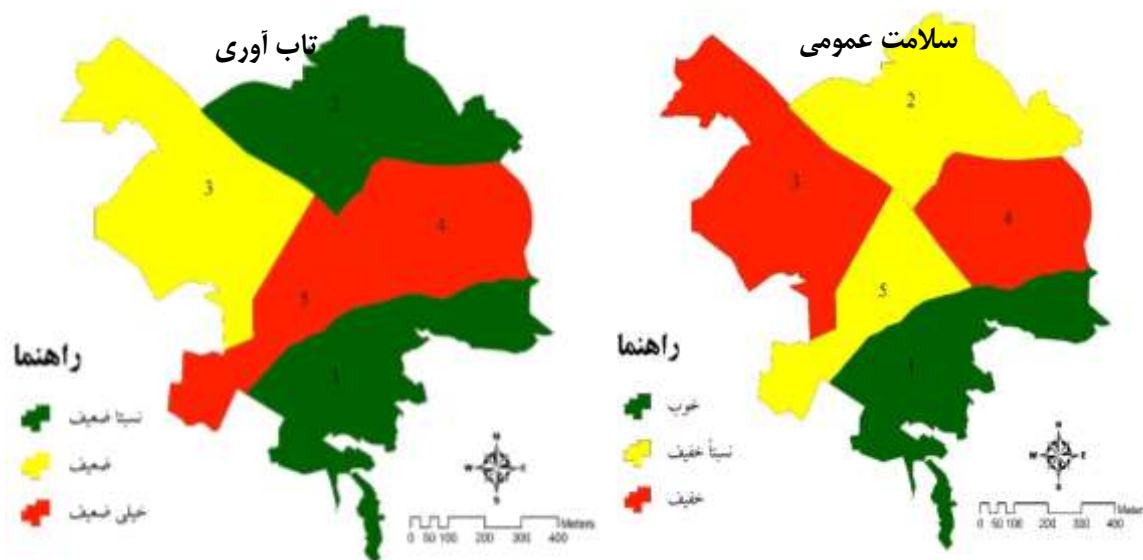 تاب آوری
2
3
4
5
1
راهنما
نسبتا ضعیف
ضعیف
خیلی ضعیف
N
W
E
S
0 50 100 200 300 400 Meters
سلامت عمومی
2
3
4
5
1
راهنما
خوب
نسبتاً خفیف
خفیف
N
W
E
S
0 50 100 200 300 400 Meters